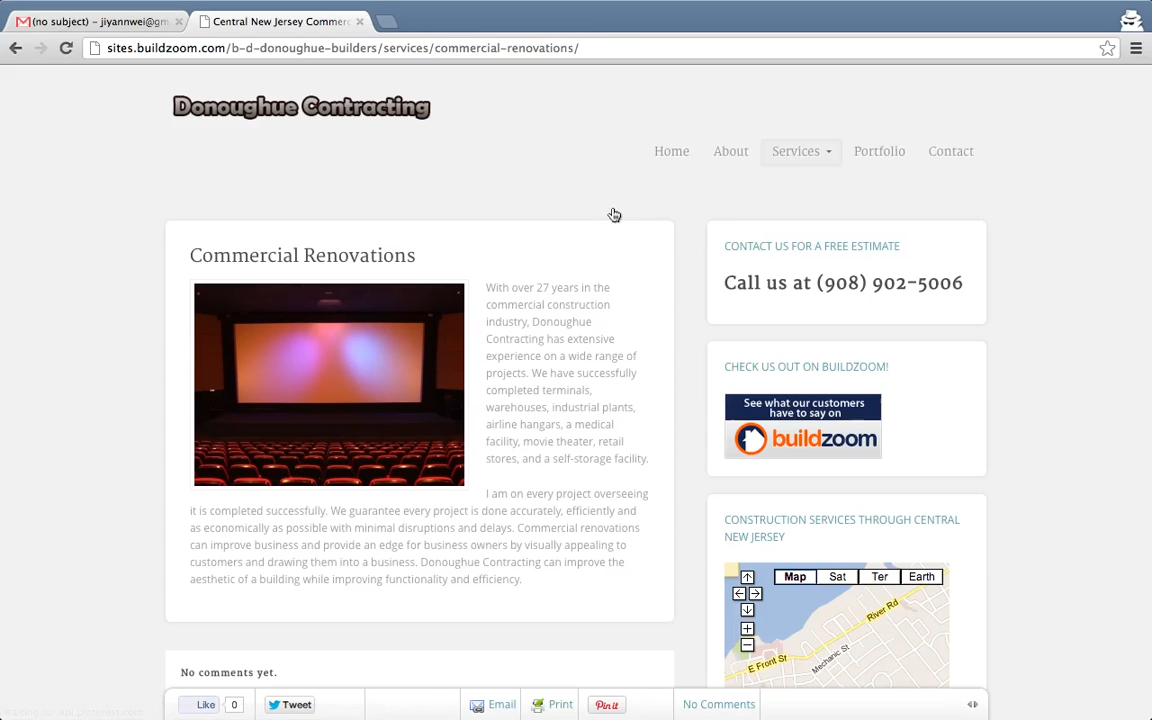 (no subject) – jiyannwei@gm
Central New Jersey Commerc
sites.buildzoom.com/b-d-donoughue-builders/services/commercial-renovations/
Donoughue Contracting
Home About Services Portfolio Contact
Commercial Renovations
With over 27 years in the
commercial construction
industry, Donoughue
Contracting has extensive
experience on a wide range of
projects. We have successfully
completed terminals,
warehouses, industrial plants,
airline hangars, a medical
facility, movie theater, retail
stores, and a self-storage facility.
I am on every project overseeing
it is completed successfully. We guarantee every project is done accurately, efficiently and
as economically as possible with minimal disruptions and delays. Commercial renovations
can improve business and provide an edge for business owners by visually appealing to
customers and drawing them into a business. Donoughue Contracting can improve the
aesthetic of a building while improving functionality and efficiency.
No comments yet.
CONTACT US FOR A FREE ESTIMATE
Call us at (908) 902-5006
CHECK US OUT ON BUILDZOOM!
See what our customers
have to say on
buildzoom
CONSTRUCTION SERVICES THROUGH CENTRAL
NEW JERSEY
Map Sat Ter Earth
River Rd
Mechanic St
E Front St
Like 0 Tweet Email Print Pin it No Comments